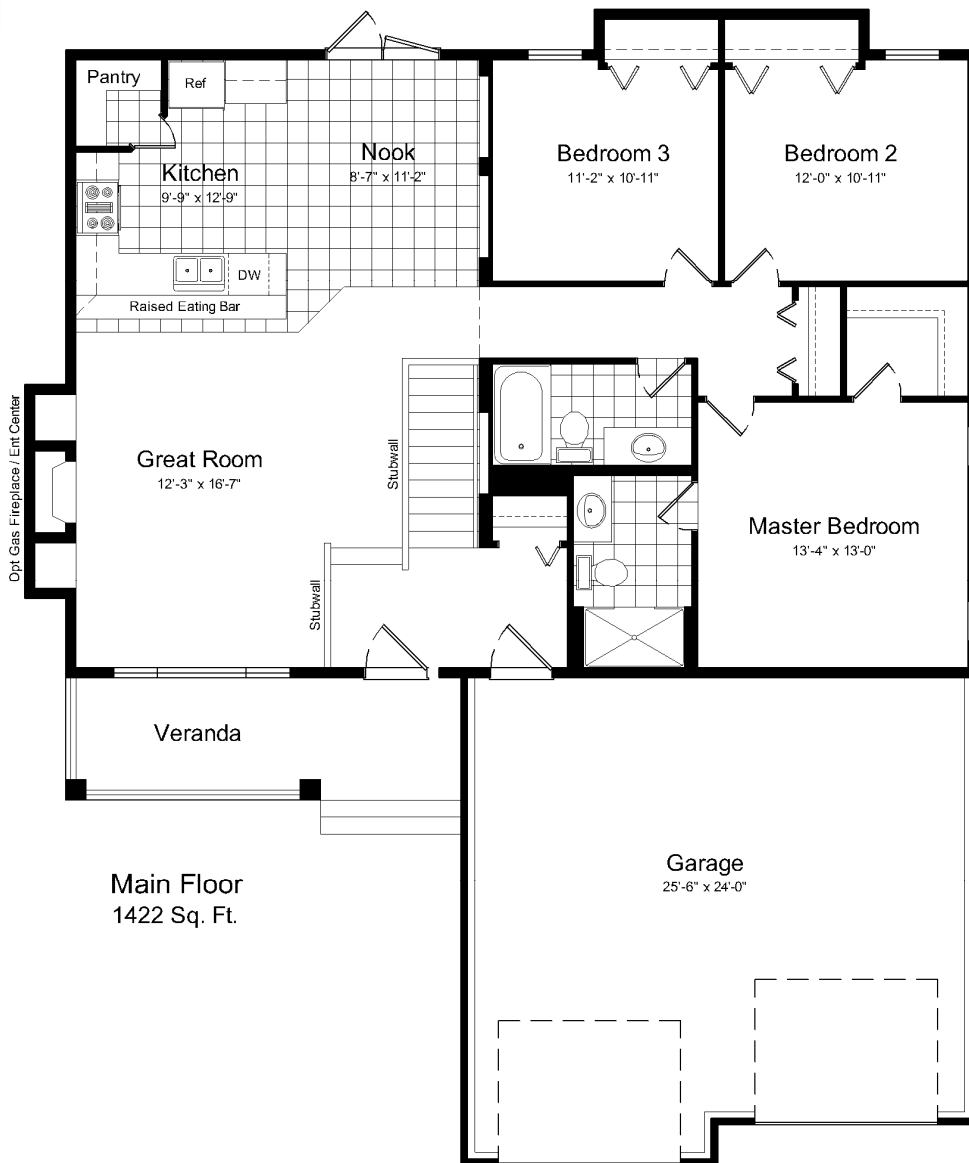 Pantry
Ref
Kitchen
9'-9" x 12'-9"
Nook
8'-7" x 11'-2"
Bedroom 3
11'-2" x 10'-11"
Bedroom 2
12'-0" x 10'-11"
DW
Raised Eating Bar
Opt Gas Fireplace / Ent Center
Great Room
12'-3" x 16'-7"
Stubwall
Stubwall
Master Bedroom
13'-4" x 13'-0"
Veranda
Garage
25'-6" x 24'-0"
Main Floor
1422 Sq. Ft.